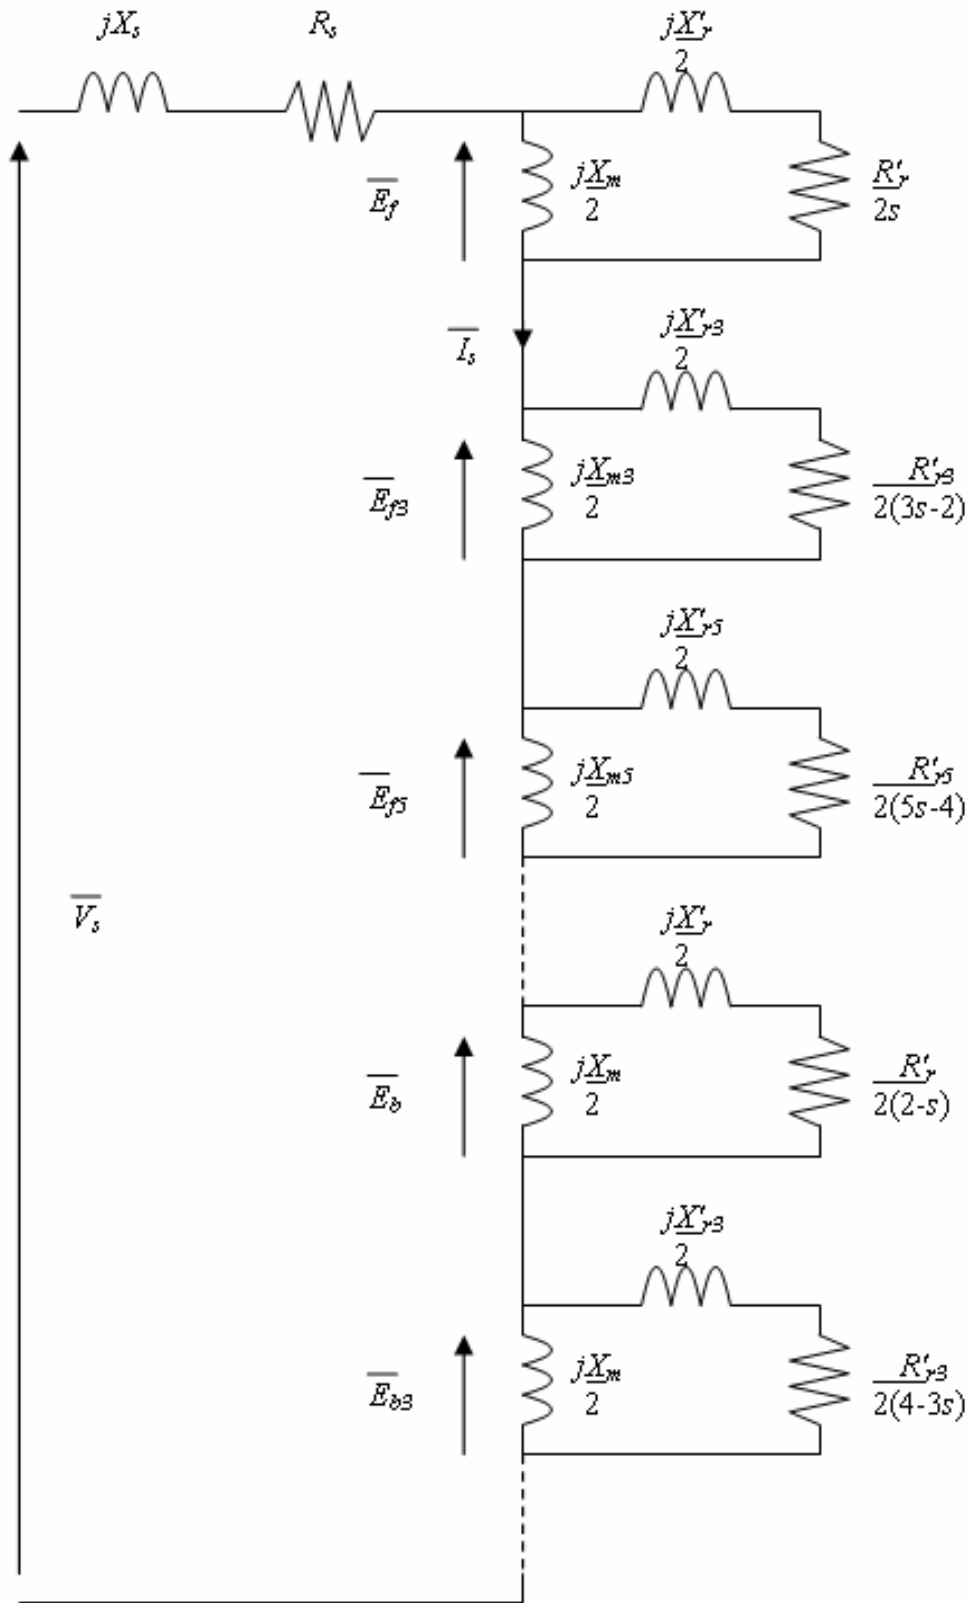 jXs Rs jX'r
2
Ef jXm R'r
2 2s
Is jX'r3
2
Ef3 jXm3 R'r3
2 2(3s-2)
jX'r5
2
Ef5 jXm5 R'r5
2 2(5s-4)
Vs jX'r
2
Eb jXm R'r
2 2(2-s)
jX'r3
2
Eb3 jXm R'r3
2 2(4-3s)